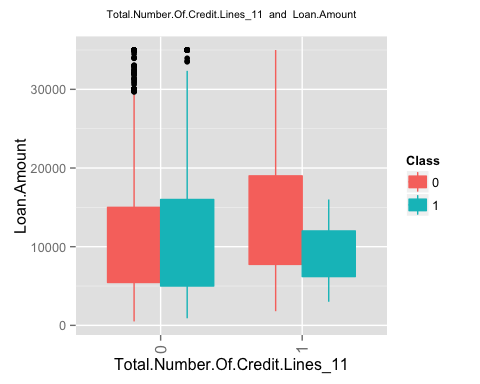 Total.Number.Of.Credit.Lines_11 and Loan.Amount
Loan.Amount
30000
20000
10000
0
0
1
Total.Number.Of.Credit.Lines_11
Class
0
1